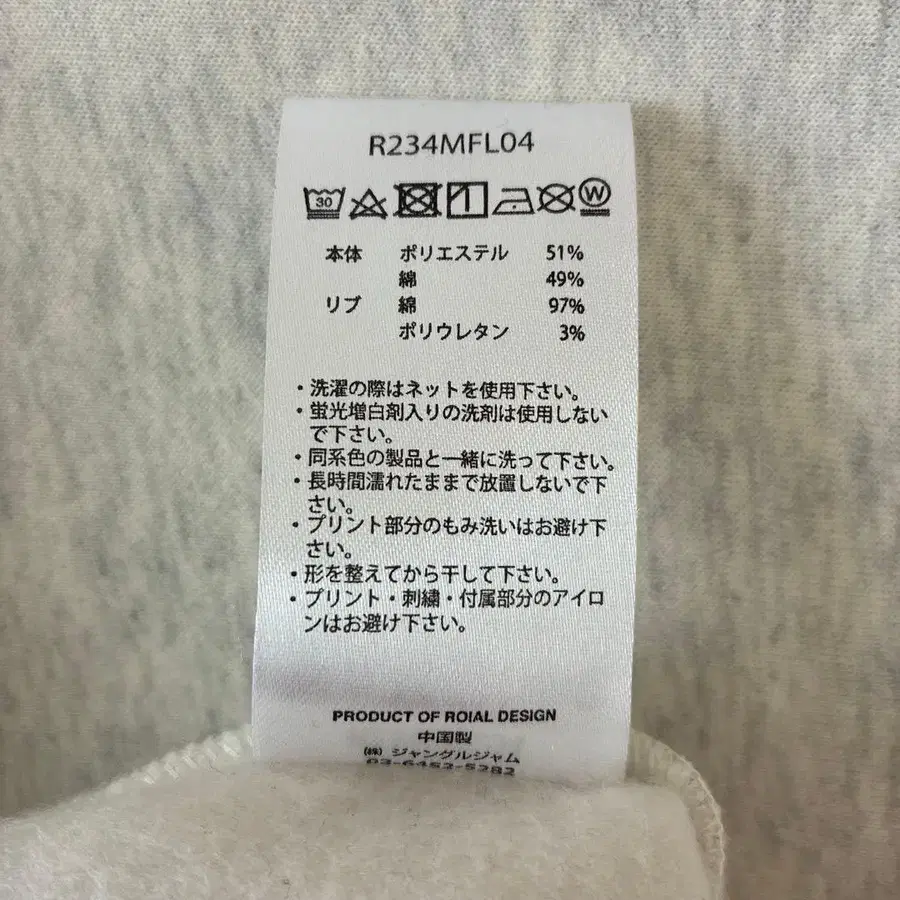 R234MFL04
30
W
本体 ポリエステル 51%
綿 49%
リブ 綿 97%
ポリウレタン 3%
・洗濯の際はネットを使用下さい。
・蛍光増白剤入りの洗剤は使用しない
で下さい。
・同系色の製品と一緒に洗って下さい。
・長時間濡れたままで放置しないで下
さい。
・プリント部分のもみ洗いはお避け下
さい。
・形を整えてから干して下さい。
・プリント・刺繍・付属部分のアイロ
ンはお避け下さい。
PRODUCT OF ROIAL DESIGN
中国製
㈱ ジャングルジャム
03-6452-5282